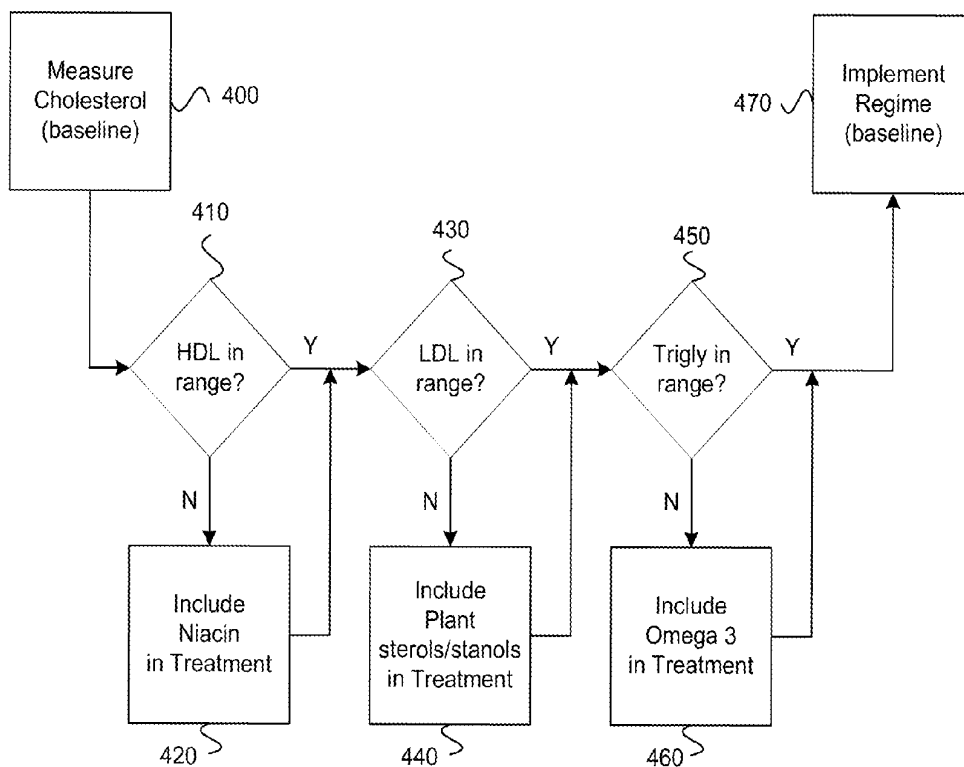 Measure
Cholesterol
(baseline)
400
Implement
Regime
(baseline)
470
410
HDL in
range?
Y
N
430
LDL in
range?
Y
N
450
Trigly in
range?
Y
N
Include
Niacin
in Treatment
420
Include
Plant
sterols/stanols
in Treatment
440
Include
Omega 3
in Treatment
460